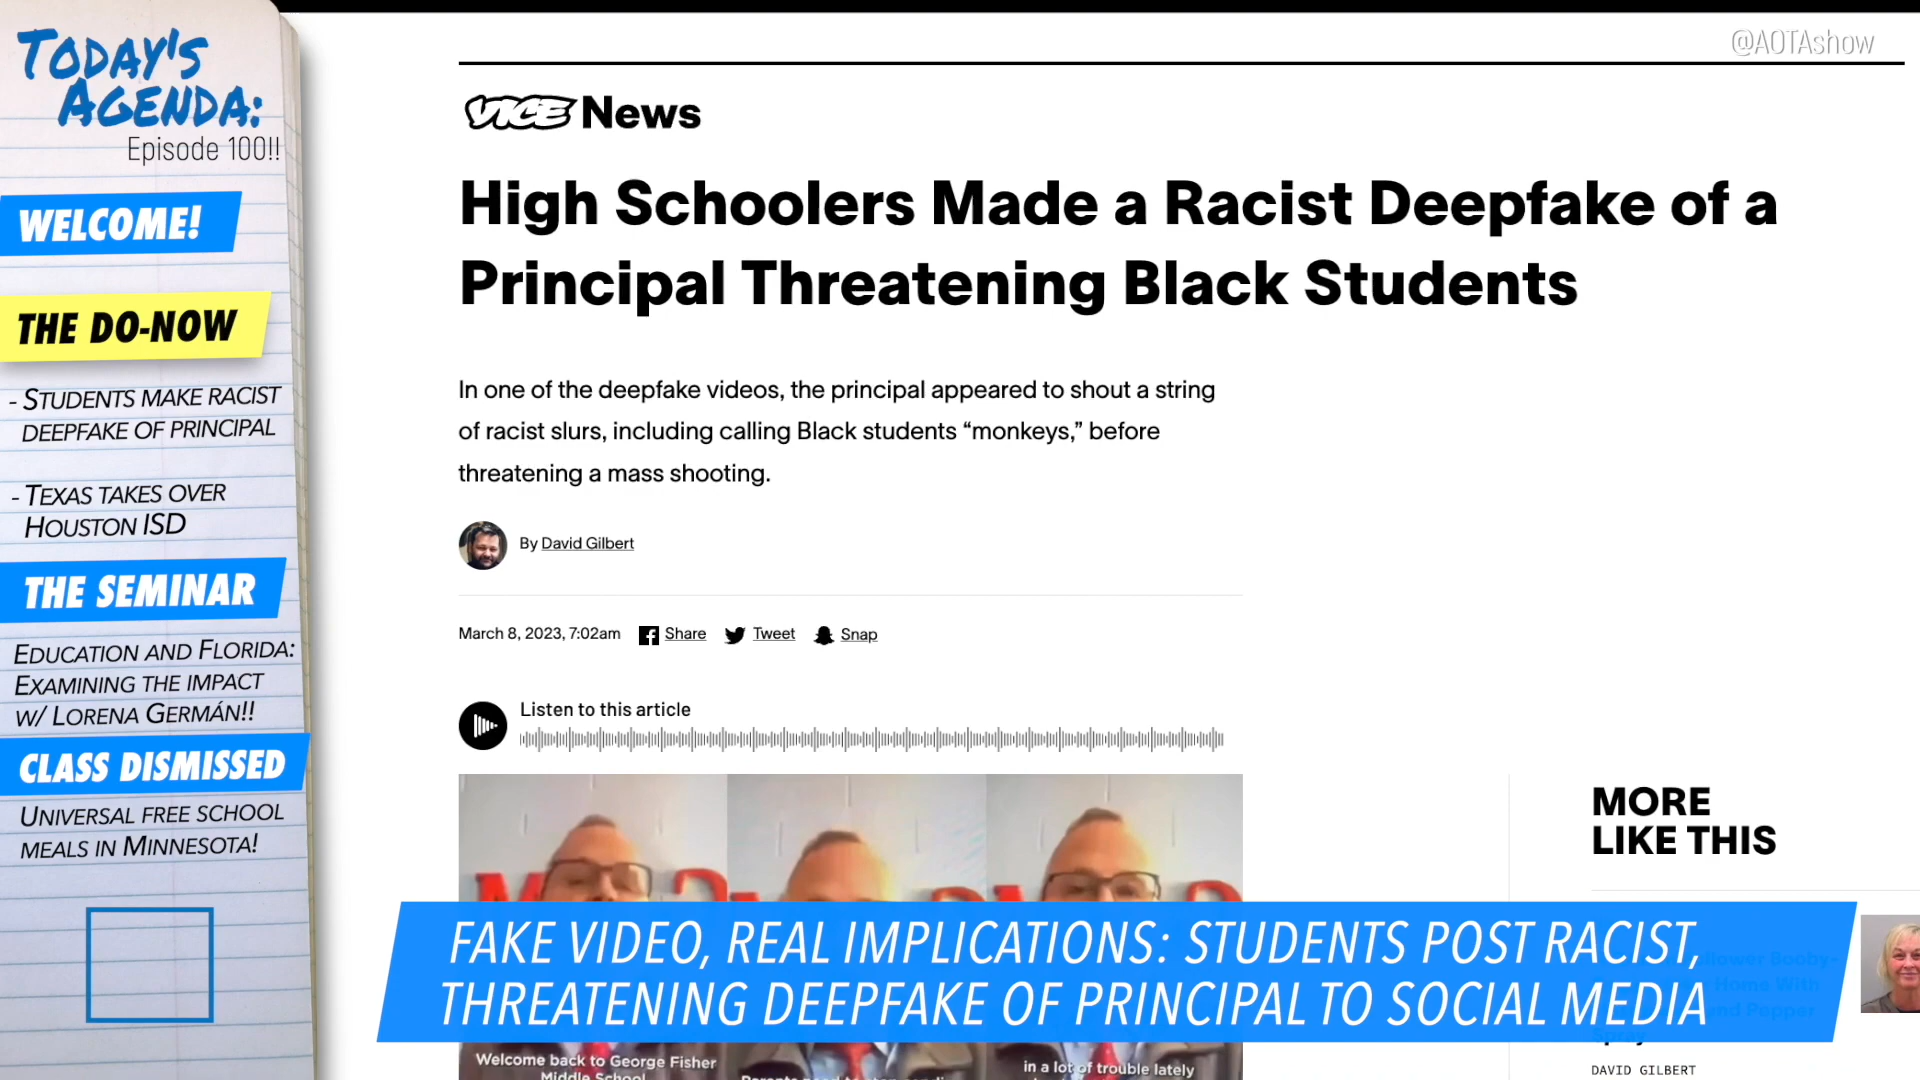 TODAY'S
AGENDA:
Episode 100!!
WELCOME!
THE DO-NOW
- STUDENTS MAKE RACIST
DEEPFAKE OF PRINCIPAL
- TEXAS TAKES OVER
HOUSTON ISD
THE SEMINAR
EDUCATION AND FLORIDA:
EXAMINING THE IMPACT
W/ LORENA GERMÁN!!
CLASS DISMISSED
UNIVERSAL FREE SCHOOL
MEALS IN MINNESOTA!
@AOTAshow
VICE News
High Schoolers Made a Racist Deepfake of a
Principal Threatening Black Students
In one of the deepfake videos, the principal appeared to shout a string
of racist slurs, including calling Black students “monkeys,” before
threatening a mass shooting.
By David Gilbert
March 8, 2023, 7:02am Share Tweet Snap
Listen to this article
MORE
LIKE THIS
FAKE VIDEO, REAL IMPLICATIONS: STUDENTS POST RACIST,
THREATENING DEEPFAKE OF PRINCIPAL TO SOCIAL MEDIA
Home With
and Pepper
Spray
DAVID GILBERT
Welcome back to George Fisher
Middle School
in a lot of trouble lately